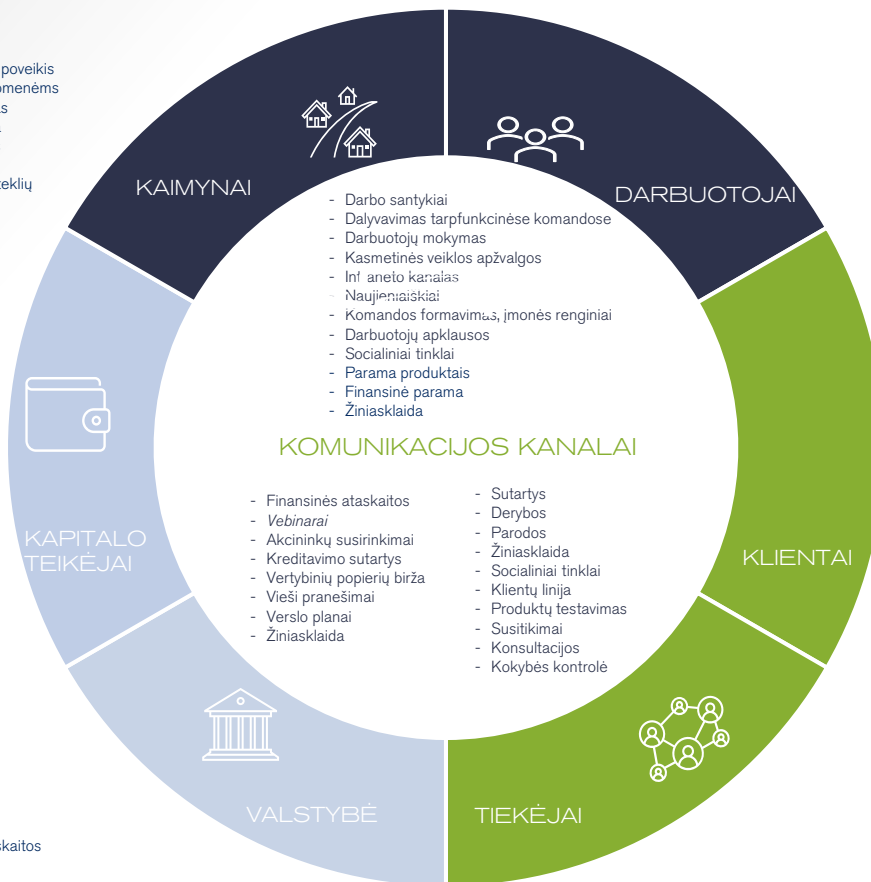 poveikis
KAIMYNAI
DARBUOTOJAI
- Darbo santykiai
- Dalyvavimas tarpfunkcinėse komandose
- Darbuotojų mokymas
- Kasmetinės veiklos apžvalgos
- kanalas
- Naujienlaiškiai
- Komandos formavimas, įmonės renginiai
- Darbuotojų apklausos
- Socialiniai tinklai
- Parama produktais
- Finansinė parama
- Žiniasklaida
KOMUNIKACIJOS KANALAI
- Finansinės ataskaitos
- Vebinarai
- Akcininkų susirinkimai
- Kreditavimo sutartys
- Vertybinių popierių birža
- Vieši pranešimai
- Verslo planai
- Žiniasklaida
- Sutartys
- Derybos
- Parodos
- Žiniasklaida
- Socialiniai tinklai
- Klientų linija
- Produktų testavimas
- Susitikimai
- Konsultacijos
- Kokybės kontrolė
KAPITALO
TEIKĖJAI
KLIENTAI
VALSTYBĖ
TIEKĖJAI